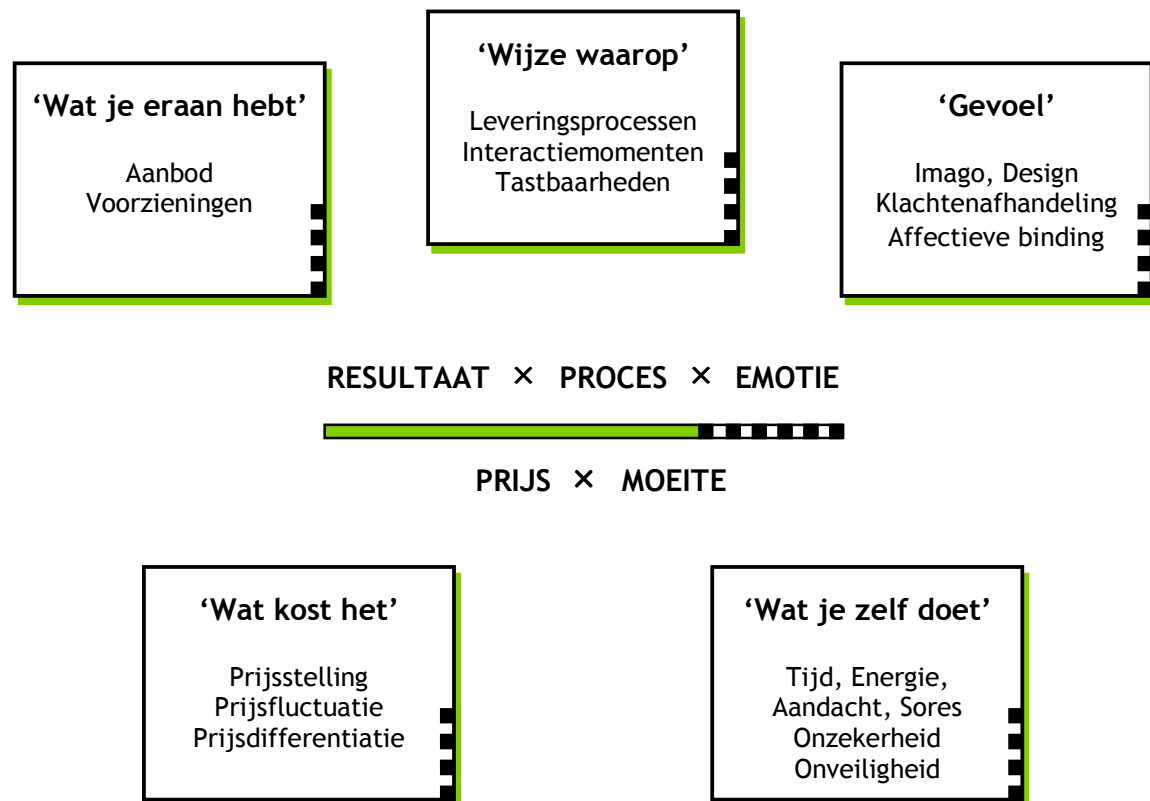 ‘Wat je eraan hebt’
Aanbod
Voorzieningen
‘Wijze waarop’
Leveringsprocessen
Interactiemomenten
Tastbaarheden
‘Gevoel’
Imago, Design
Klachtenafhandeling
Affectieve binding
RESULTAAT × PROCES × EMOTIE
PRIJS × MOEITE
‘Wat kost het’
Prijsstelling
Prijsfluctuatie
Prijsdifferentiatie
‘Wat je zelf doet’
Tijd, Energie,
Aandacht, Sores
Onzekerheid
Onveiligheid